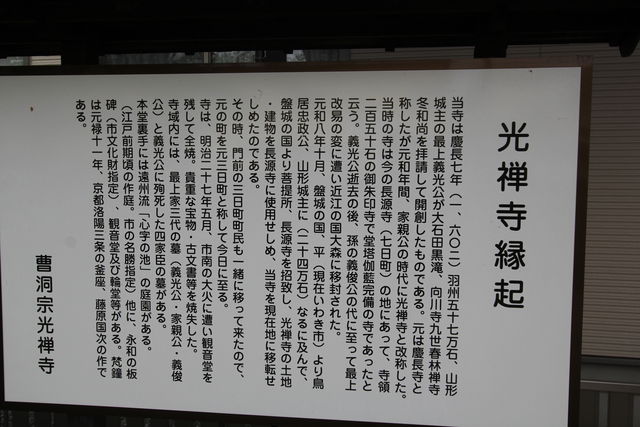 光禅寺縁起
当寺は慶長七年(一、六〇二)羽州五十七万石、山形
城主の最上義光公が大石田黒滝、向川寺九世春林禅寺
冬和尚を拝請して開創したものである。元は慶長寺と
称したが元和年間、家親公の時代に光禅寺と改称した。
当時の寺は今の長源寺(七日町)の地にあって、寺領
二百五十石の御朱印寺で堂塔伽藍完備の寺であったと
云う。義光公逝去の後、孫の義俊公の代に至って最上
改易の変に遭い近江の国大森に移封された。
元和八年十月、盤城の国、平(現在いわき市)より鳥
居忠政公、山形城主に(二十四万石)なるに及んで、
盤城の国より菩提所、長源寺を招致し、光禅寺の土地
・建物を長源寺に使用せしめ、当寺を現在地に移転せ
しめたのである。
その時、門前の三日町町民も一緒に移って来たので、
元の町を元三日町と称して今日に至る。
寺は、明治二十七年五月、市南の大火に遭い観音堂を
残して全焼。貴重な宝物・古文書等を焼失した。
寺域内には、最上家三代の墓(義光公・家親公・義俊
公)と義光公に殉死した四家臣の墓がある。
本堂裏手には遠州流「心字の池」の庭園がある。
(江戸前期頃の作庭。市の名勝指定)他に、永和の板
碑(市文化財指定)、観音堂及び輪堂等がある。梵鐘
は元禄十一年、京都洛陽三条の釜座、藤原国次の作で
ある。
曹洞宗光禅寺